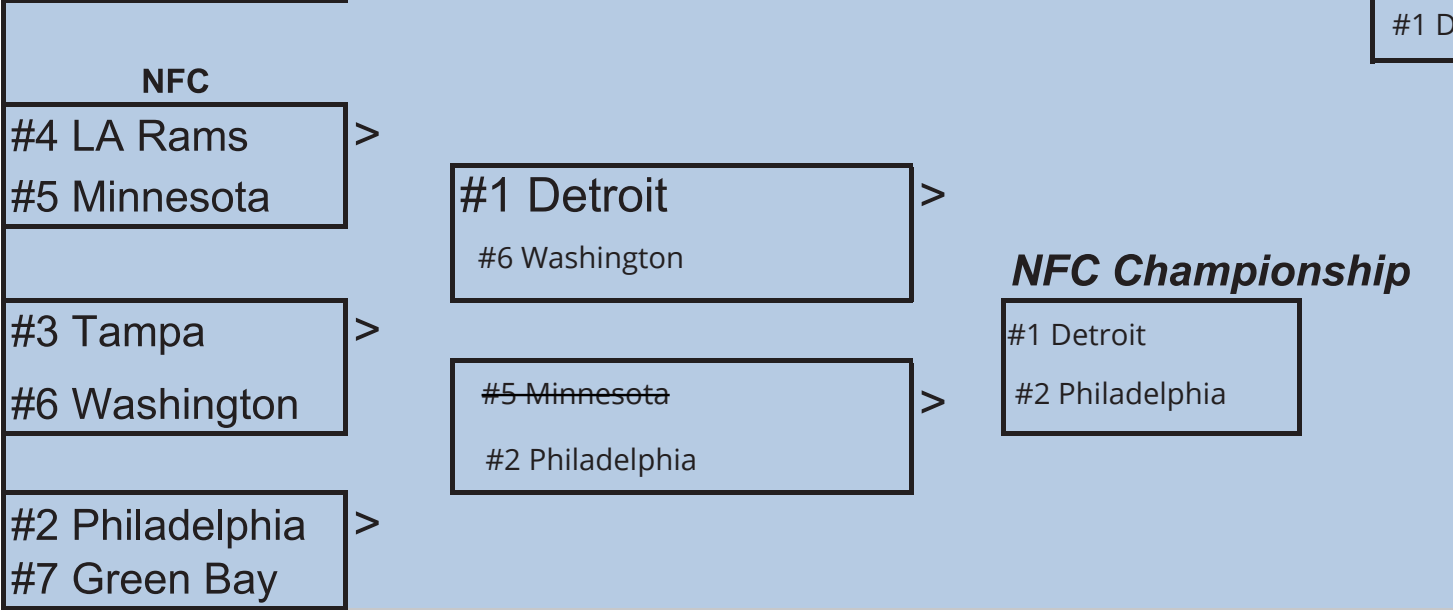 #1 D
NFC
#4 LA Rams >
#5 Minnesota
#3 Tampa >
#6 Washington
#2 Philadelphia >
#7 Green Bay
#1 Detroit >
#6 Washington
#5 Minnesota >
#2 Philadelphia
NFC Championship
#1 Detroit
#2 Philadelphia